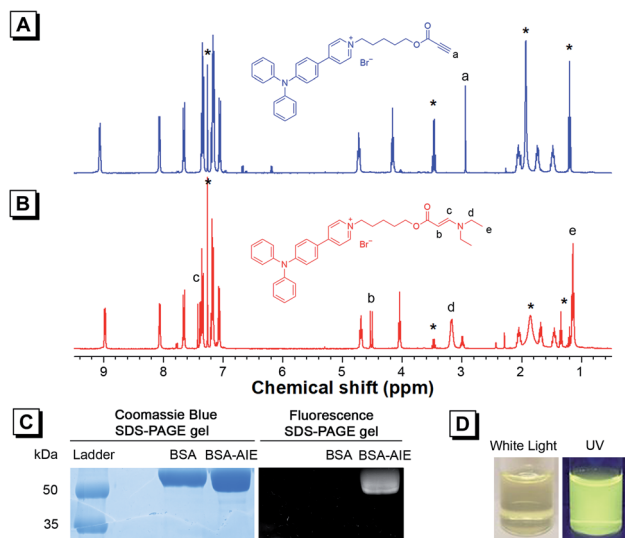 A
*
N
+
N
Br⁻
O
O
a
*
a
*
*
B
*
c
N
+
N
Br⁻
O
O
c
b
N
d
e
b
*
d
*
*
e
9 8 7 6 5 4 3 2 1
Chemical shift (ppm)
C
Coomassie Blue
SDS-PAGE gel
Fluorescence
SDS-PAGE gel
kDa Ladder BSA BSA-AIE BSA BSA-AIE
50
35
D
White Light UV